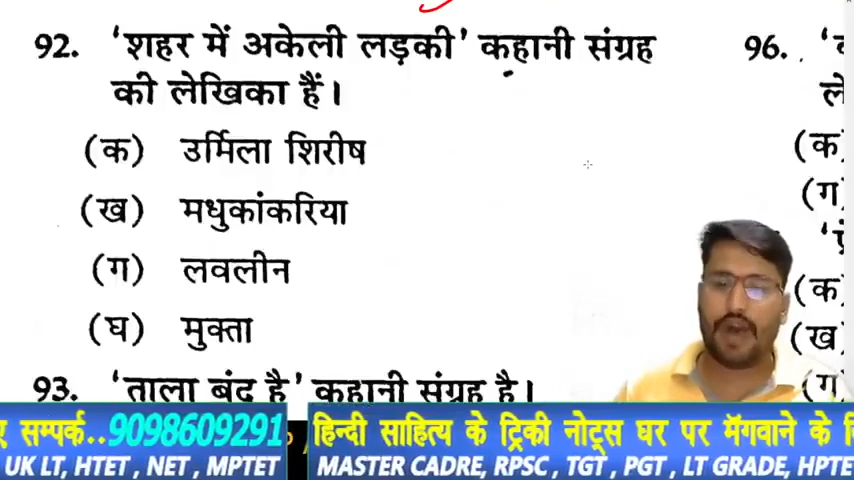 92. 'शहर में अकेली लड़की' कहानी संग्रह
की लेखिका हैं।
(क) उर्मिला शिरीष
(ख) मधुकांकरिया
(ग) लवलीन
(घ) मुक्ता
93. 'ताला बंद है' कहानी संग्रह है।
96.
ले
(क
(ग
(क
(ख
(ग
सम्पर्क..9098609291
हिन्दी साहित्य के ट्रिकी नोट्स घर पर मँगवाने के
UK LT, HTET , NET , MPTET
MASTER CADRE, RPSC , TGT , PGT , LT GRADE, HPTE